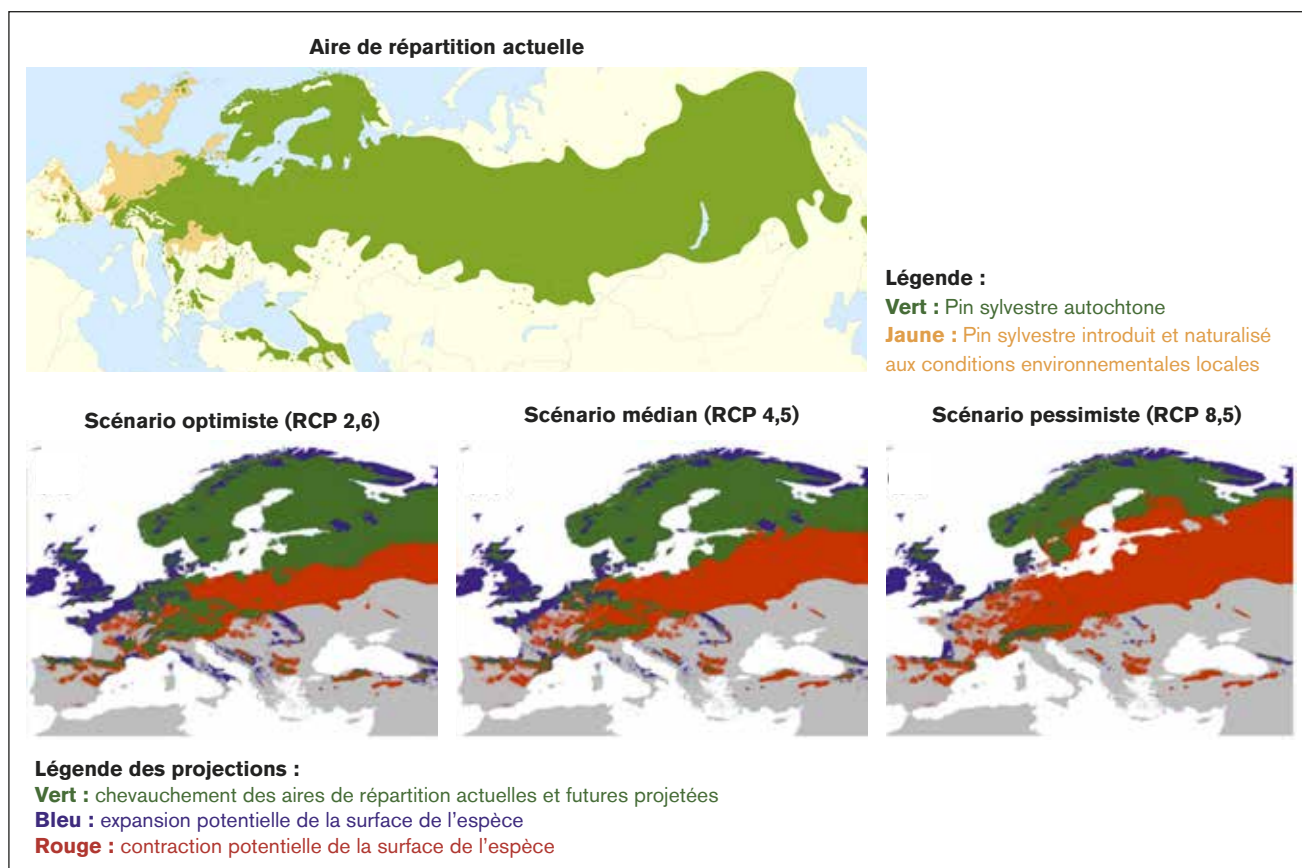 Aire de répartition actuelle
Légende :
Vert : Pin sylvestre autochtone
Jaune : Pin sylvestre introduit et naturalisé
aux conditions environnementales locales
Scénario optimiste (RCP 2,6)
Scénario médian (RCP 4,5)
Scénario pessimiste (RCP 8,5)
Légende des projections :
Vert : chevauchement des aires de répartition actuelles et futures projetées
Bleu : expansion potentielle de la surface de l’espèce
Rouge : contraction potentielle de la surface de l’espèce